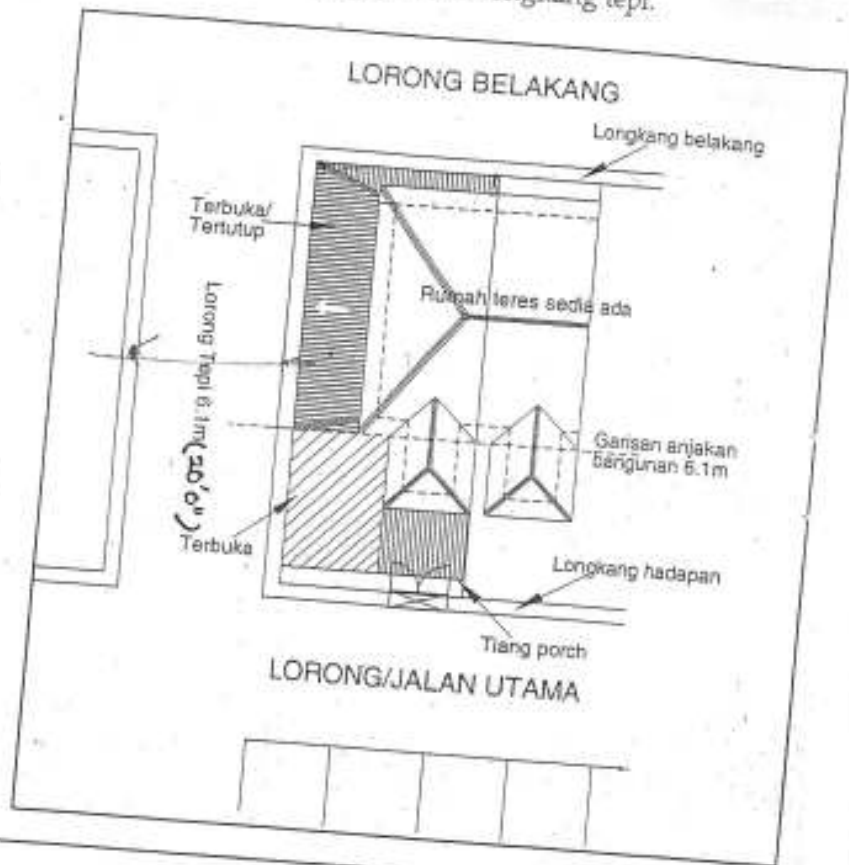 tepi.
LORONG BELAKANG
Longkang belakang
Terbuka/
Tertutup
Rumah teres sedia ada
Lorong Tepi 6.1m (20'0")
Garisan anjakan
bangunan 6.1m
Terbuka
Longkang hadapan
Tiang porch
LORONG/JALAN UTAMA